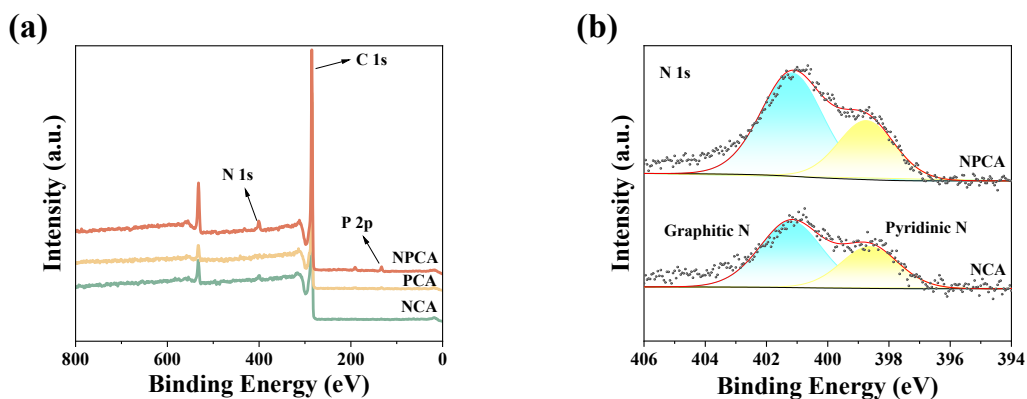 (a)
C 1s
N 1s
P 2p
NPCA
PCA
NCA
Intensity (a.u.)
800 600 400 200 0
Binding Energy (eV)
(b)
N 1s
NPCA
Graphitic N Pyridinic N
NCA
Intensity (a.u.)
406 404 402 400 398 396 394
Binding Energy (eV)